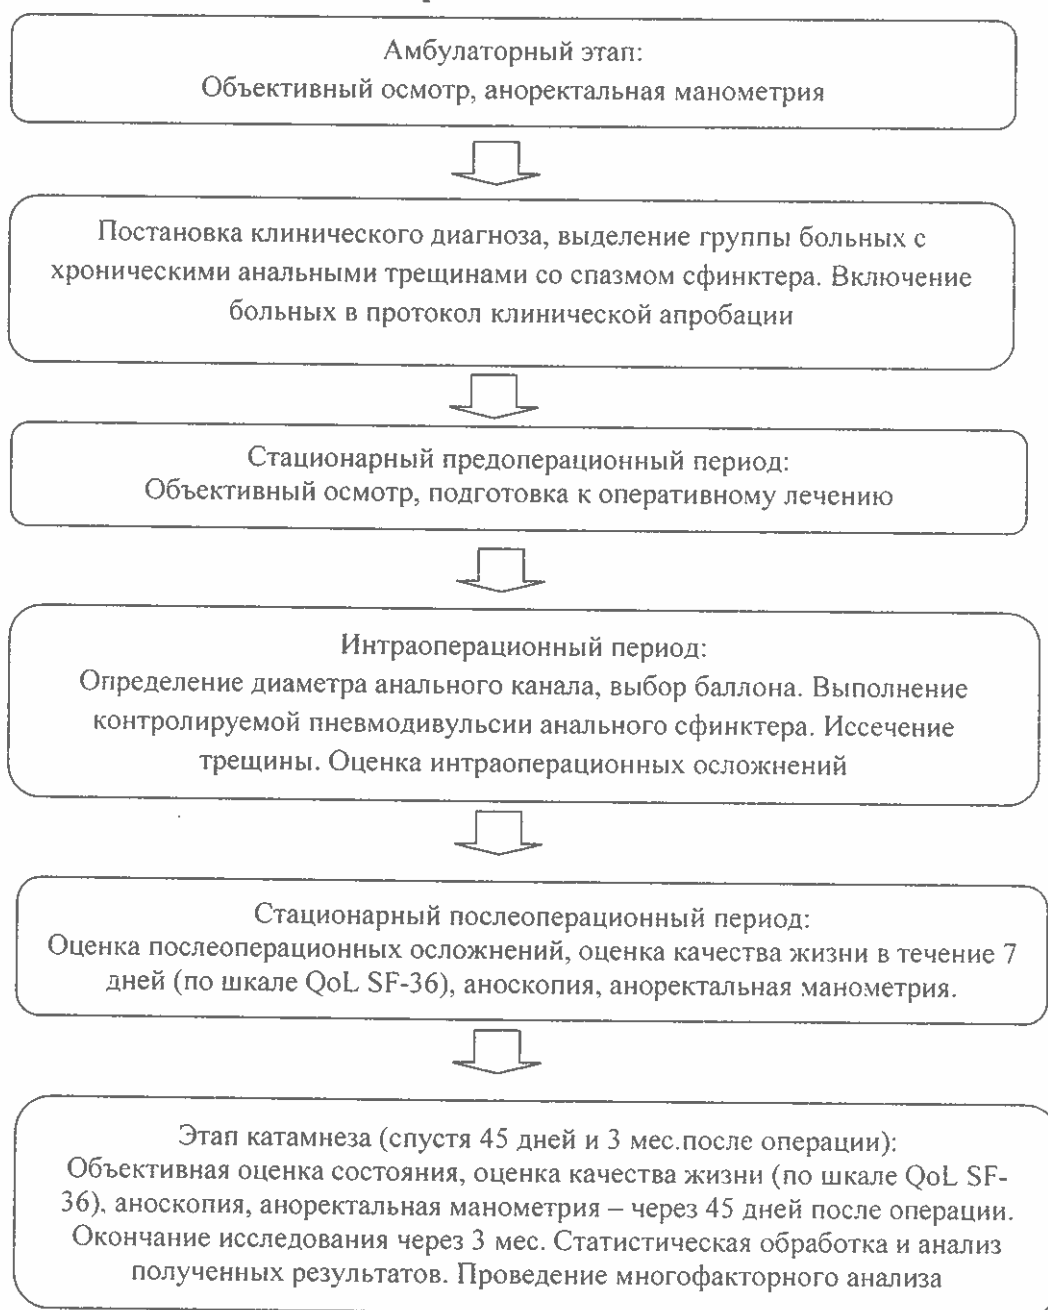 Амбулаторный этап:
Объективный осмотр, аноректальная манометрия
Постановка клинического диагноза, выделение группы больных с
хроническими анальными трещинами со спазмом сфинктера. Включение
больных в протокол клинической апробации
Стационарный предоперационный период:
Объективный осмотр, подготовка к оперативному лечению
Интраоперационный период:
Определение диаметра анального канала, выбор баллона. Выполнение
контролируемой пневмодивульсии анального сфинктера. Иссечение
трещины. Оценка интраоперационных осложнений
Стационарный послеоперационный период:
Оценка послеоперационных осложнений, оценка качества жизни в течение 7
дней (по шкале QoL SF-36), аноскопия, аноректальная манометрия.
Этап катамнеза (спустя 45 дней и 3 мес.после операции):
Объективная оценка состояния, оценка качества жизни (по шкале QoL SF-
36), аноскопия, аноректальная манометрия – через 45 дней после операции.
Окончание исследования через 3 мес. Статистическая обработка и анализ
полученных результатов. Проведение многофакторного анализа